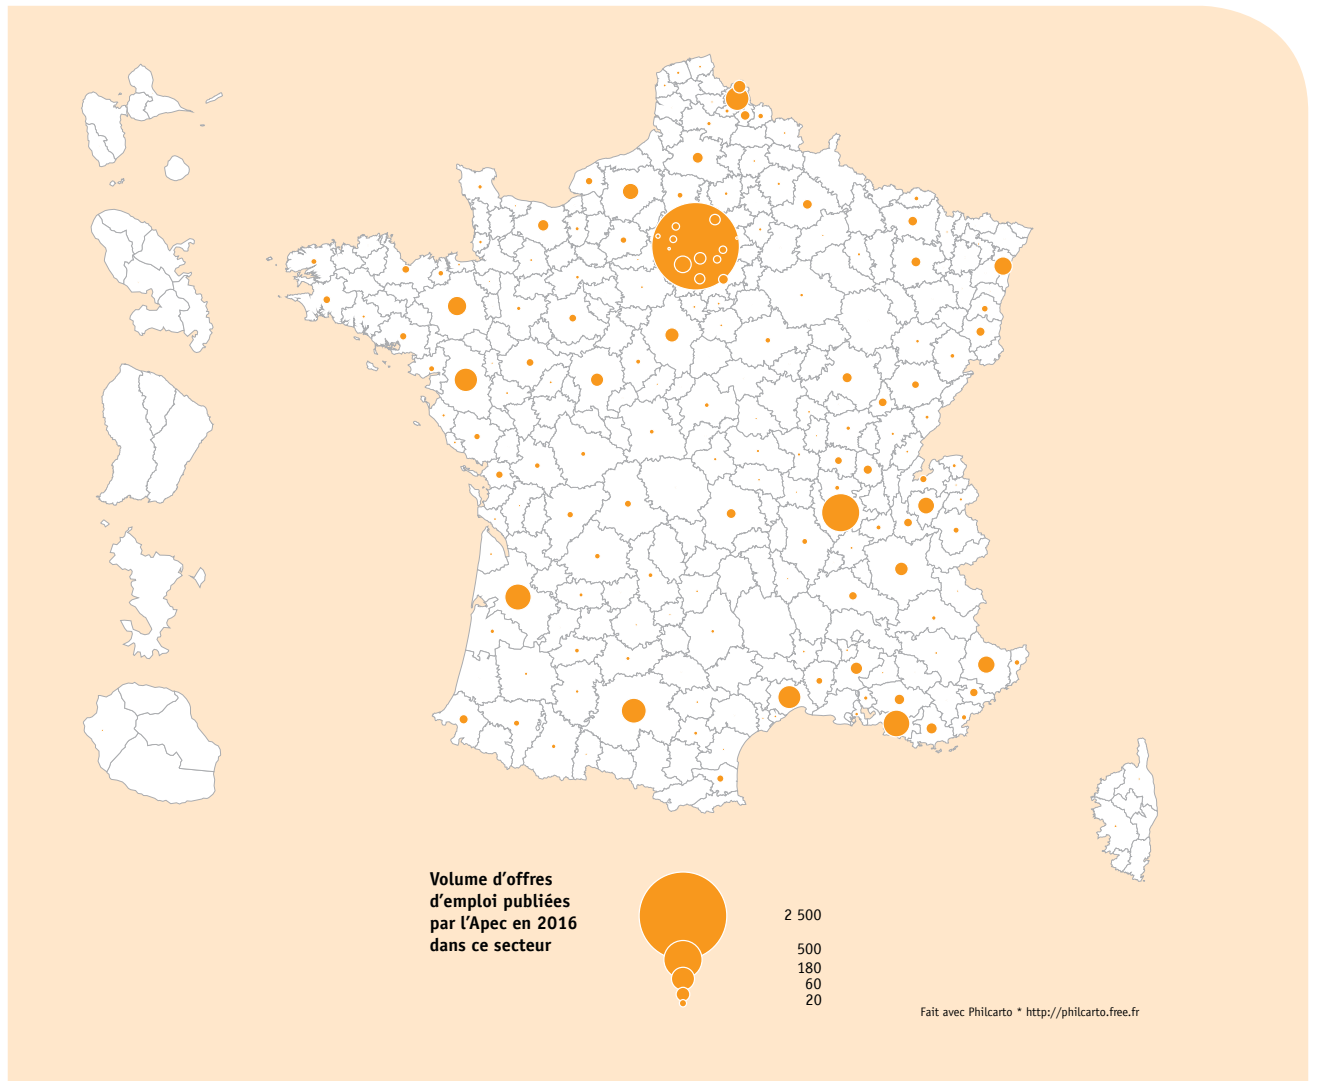 Volume d'offres
d'emploi publiées
par l'Apec en 2016
dans ce secteur
2 500
500
180
60
20
Fait avec Philcarto * http://philcarto.free.fr